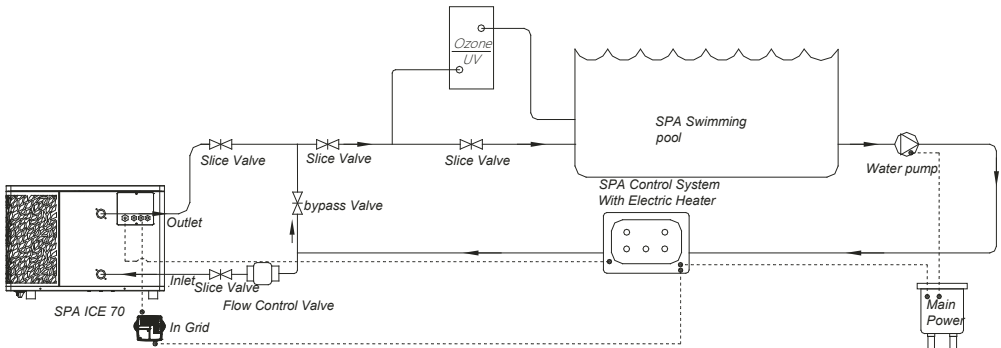 Ozone
UV
SPA Swimming
pool
Slice Valve
Slice Valve
Slice Valve
Water pump
SPA Control System
With Electric Heater
bypass Valve
Outlet
Inlet
Slice Valve
Flow Control Valve
SPA ICE 70
In Grid
Main
Power